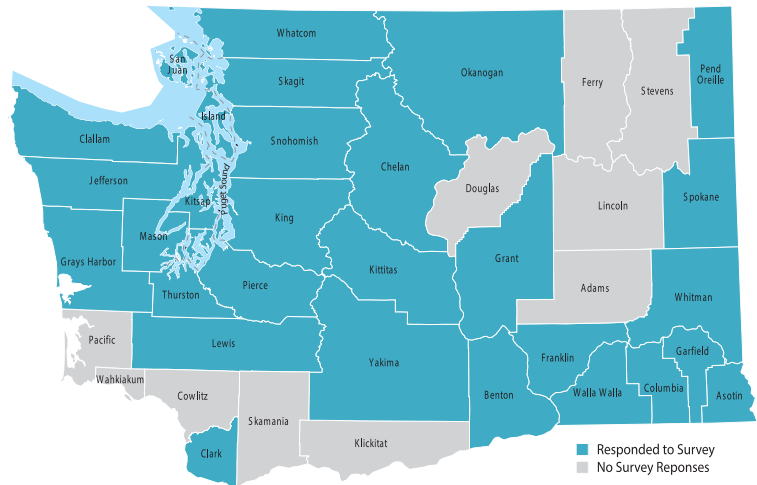 Whatcom
San
Juan
Skagit
Okanogan
Ferry
Stevens
Pend
Oreille
Island
Clallam
Snohomish
Chelan
Jefferson
Kitsap
Puget Sound
Douglas
Lincoln
Spokane
King
Mason
Grays Harbor
Kittitas
Grant
Adams
Thurston
Pierce
Whitman
Pacific
Lewis
Yakima
Franklin
Garfield
Wahkiakum
Cowlitz
Benton
Walla Walla
Columbia
Asotin
Skamania
Klickitat
Clark
Responded to Survey
No Survey Reponses